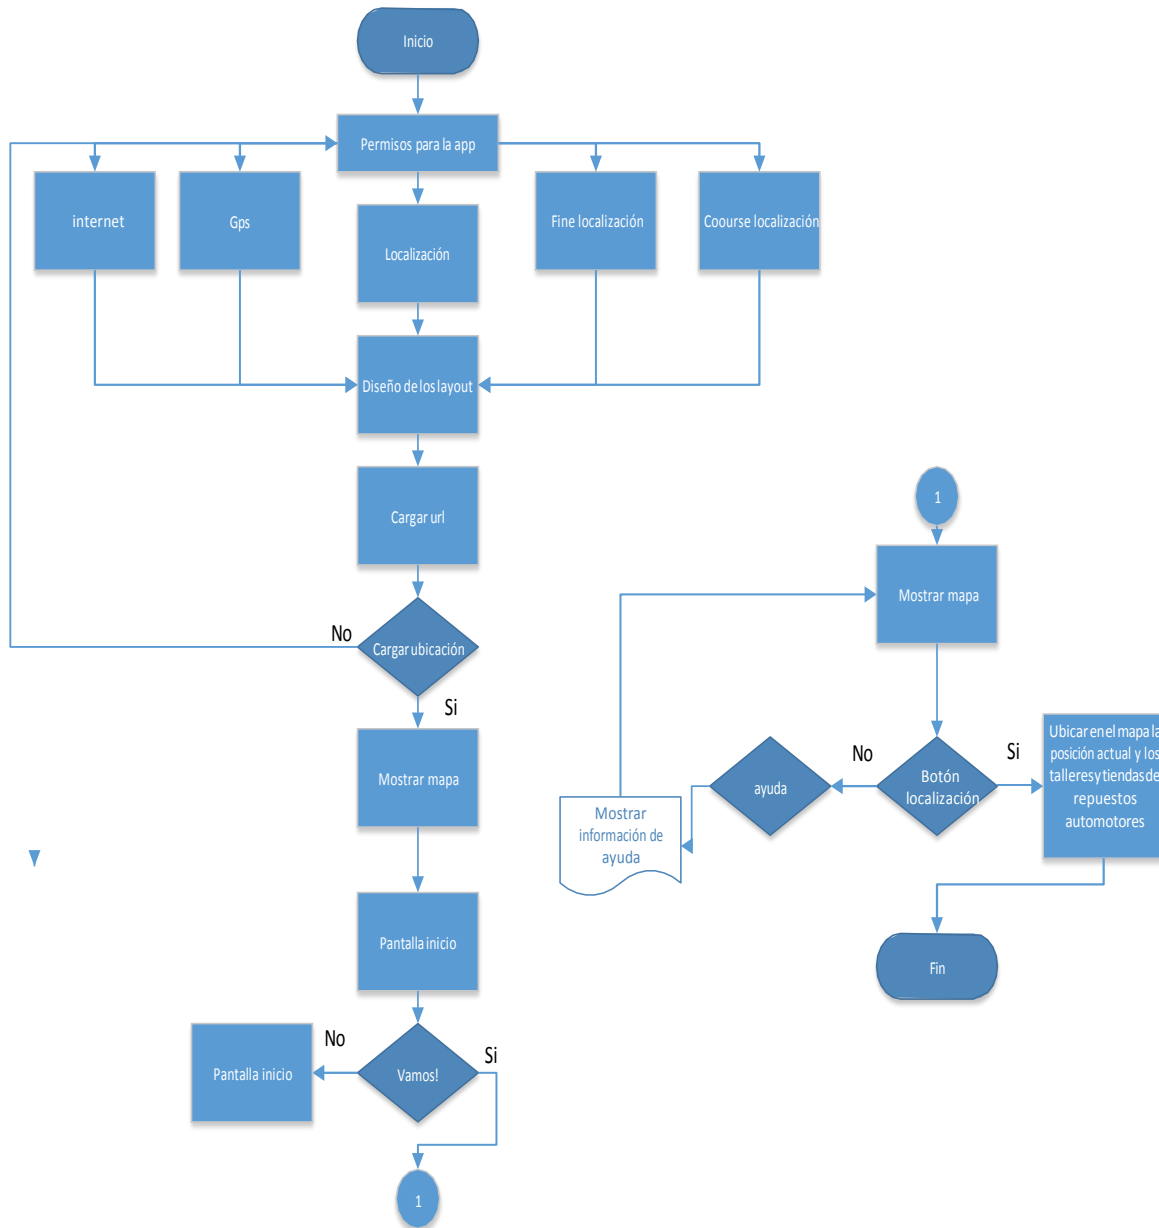 Inicio
Permisos para la app
internet
Gps
Localización
Fine localización
Coourse localización
Diseño de los layout
Cargar url
No
Cargar ubicación
Si
Mostrar mapa
Pantalla inicio
No
Pantalla inicio
Vamos!
Si
1
1
Mostrar mapa
Botón
localización
No
Si
ayuda
Mostrar
información de
ayuda
Ubicar en el mapa la
posición actual y los
talleres y tiendas de
repuestos
automotores
Fin